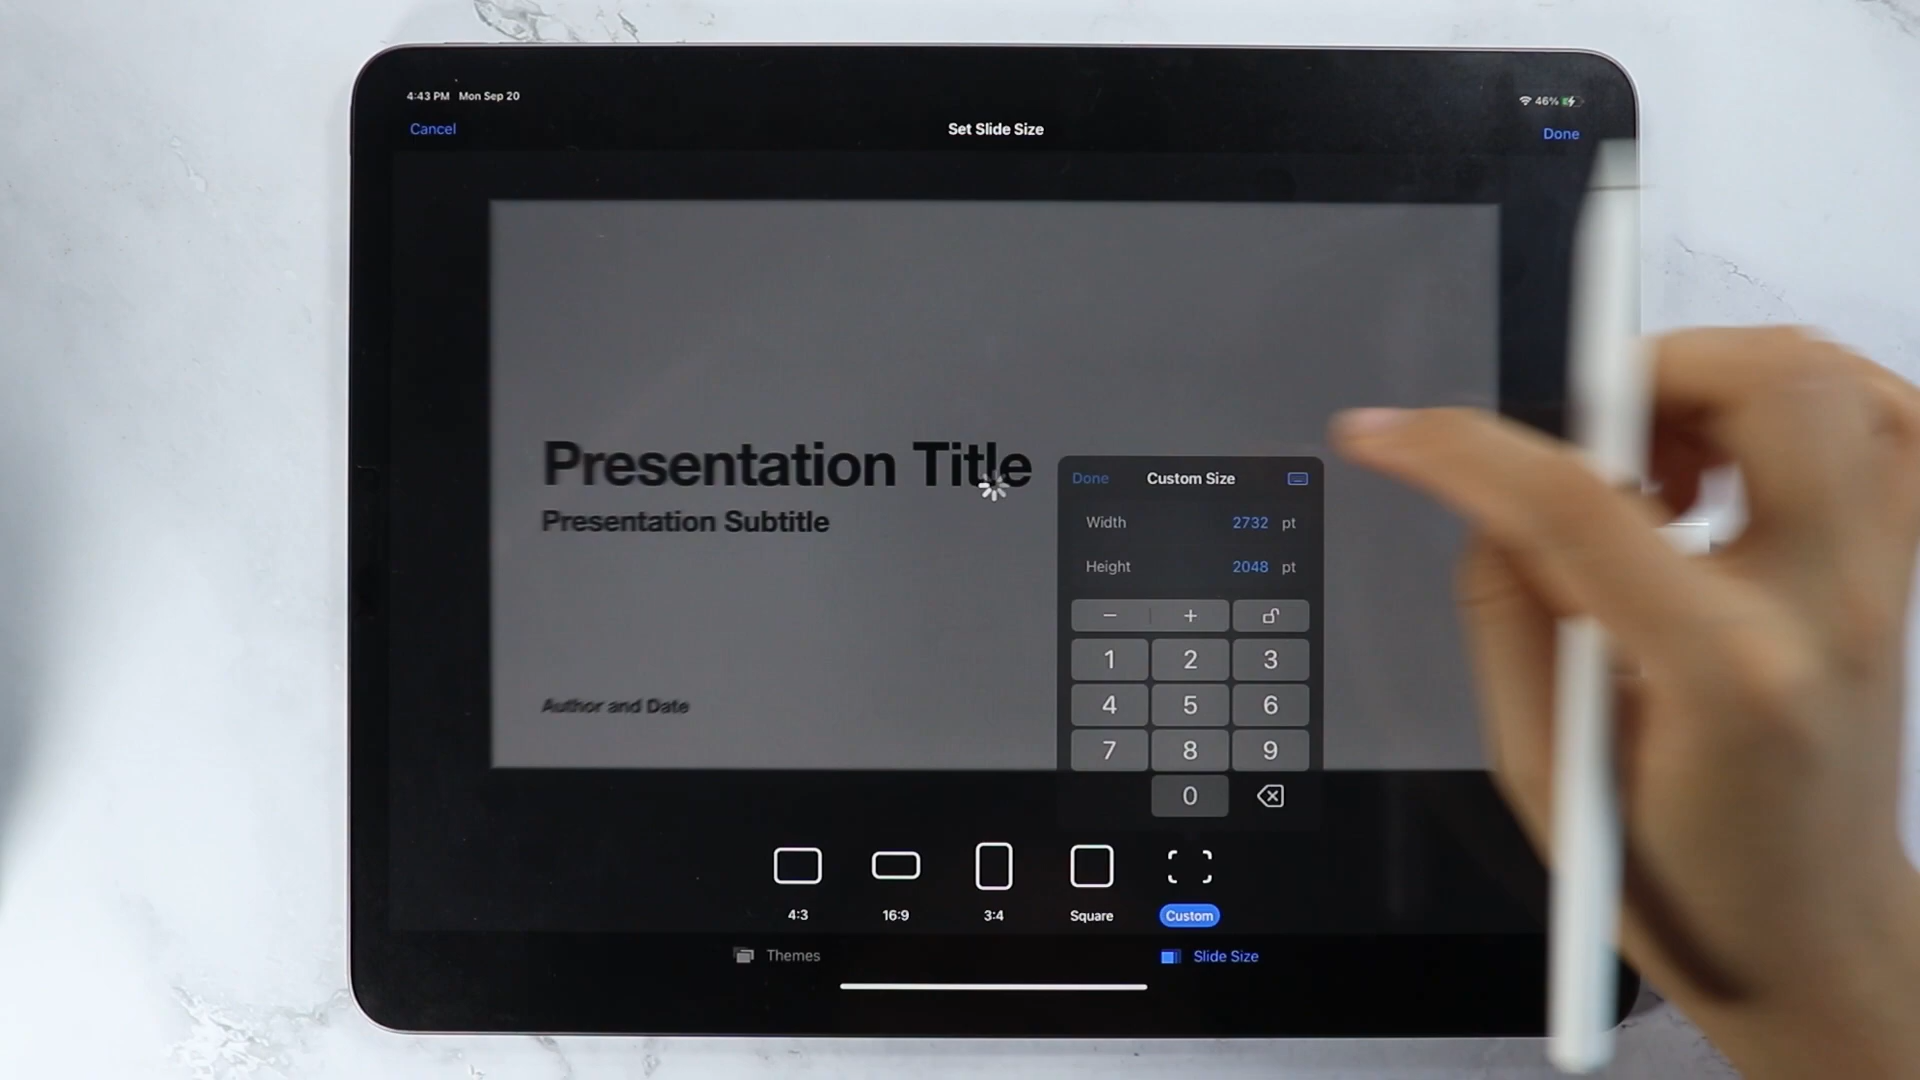 4:43 PM Mon Sep 20
46%
Cancel
Set Slide Size
Done
Presentation Title
Presentation Subtitle
Author and Date
Done
Custom Size
Width 2732 pt
Height 2048 pt
− +
1 2 3
4 5 6
7 8 9
0
4:3 16:9 3:4 Square Custom
Themes
Slide Size